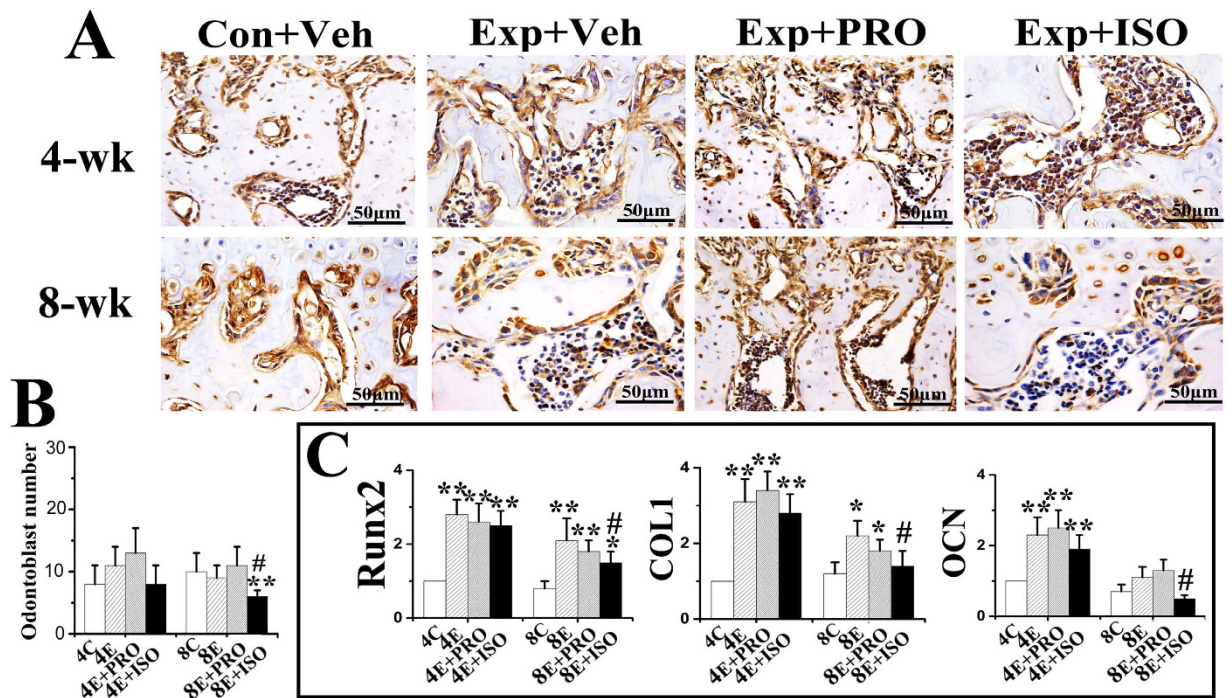 A
Con+Veh Exp+Veh Exp+PRO Exp+ISO
4-wk
50μm 50μm 50μm 50μm
8-wk
50μm 50μm 50μm 50μm
B
Odontoblast number
30
20
10
0
#
**
4C 4E 4E+PRO 4E+ISO 8C 8E 8E+PRO 8E+ISO
C
Runx2
4
2
0
** ** ** ** ** # *
4C 4E 4E+PRO 4E+ISO 8C 8E 8E+PRO 8E+ISO
COL1
4
2
0
** ** ** * * #
4C 4E 4E+PRO 4E+ISO 8C 8E 8E+PRO 8E+ISO
OCN
4
2
0
** ** ** #
4C 4E 4E+PRO 4E+ISO 8C 8E 8E+PRO 8E+ISO